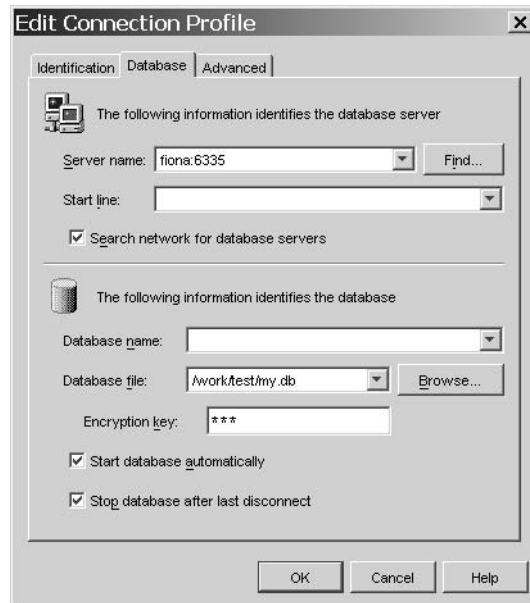 Edit Connection Profile
Identification Database Advanced
The following information identifies the database server
Server name: fiona:6335 Find...
Start line:
Search network for database servers
The following information identifies the database
Database name:
Database file: /work/test/my.db Browse...
Encryption key: ***
Start database automatically
Stop database after last disconnect
OK Cancel Help